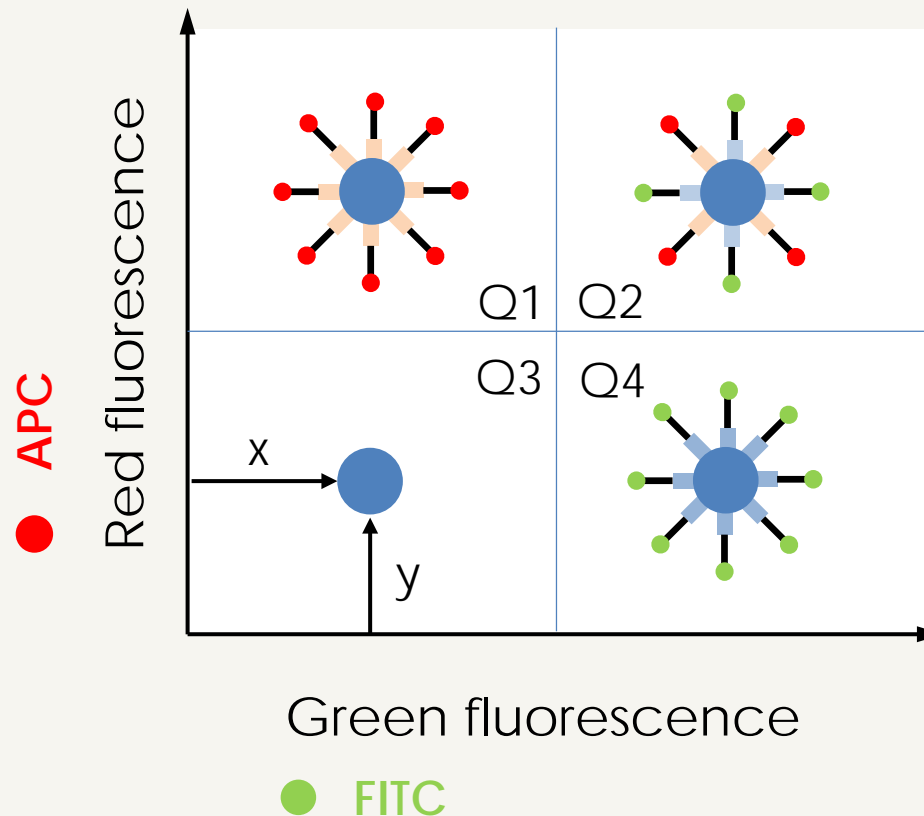 Red fluorescence
APC
Q1
Q2
Q3
Q4
x
y
Green fluorescence
FITC